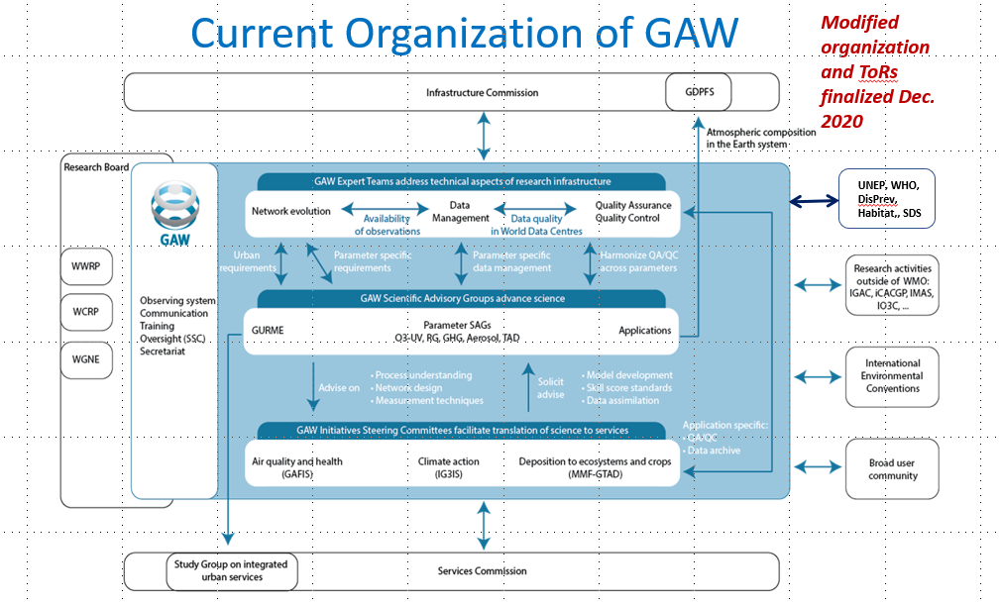 Current Organization of GAW
Modified
organization
and ToRs
finalized Dec.
2020
Infrastructure Commission
GDPFS
Atmospheric composition
in the Earth system
Research Board
GAW
WWRP
WCRP
WGNE
Observing system
Communication
Training
Oversight (SSC)
Secretariat
GAW Expert Teams address technical aspects of research infrastructure
Network evolution
Availability
of observations
Data
Management
Data quality
in World Data Centres
Quality Assurance
Quality Control
Urban
requirements
Parameter specific
requirements
Parameter specific
data management
Harmonize QA/QC
across parameters
GAW Scientific Advisory Groups advance science
GURME
Parameter SAGs
O3-UV, RG, GHG, Aerosol, TAD
Applications
Advise on
• Process understanding
• Network design
• Measurement techniques
Solicit
advise
• Model development
• Skill score standards
• Data assimilation
GAW Initiatives Steering Committees facilitate translation of science to services
Air quality and health
(GAFIS)
Climate action
(IG3IS)
Deposition to ecosystems and crops
(MMF-GTAD)
Application specific:
• QA/QC
• Data archive
UNEP, WHO,
DisPrev,
Habitat,, SDS
Research activities
outside of WMO:
IGAC, iCACGP, IMAS,
IO3C, ...
International
Environmental
Conventions
Broad user
community
Study Group on integrated
urban services
Services Commission